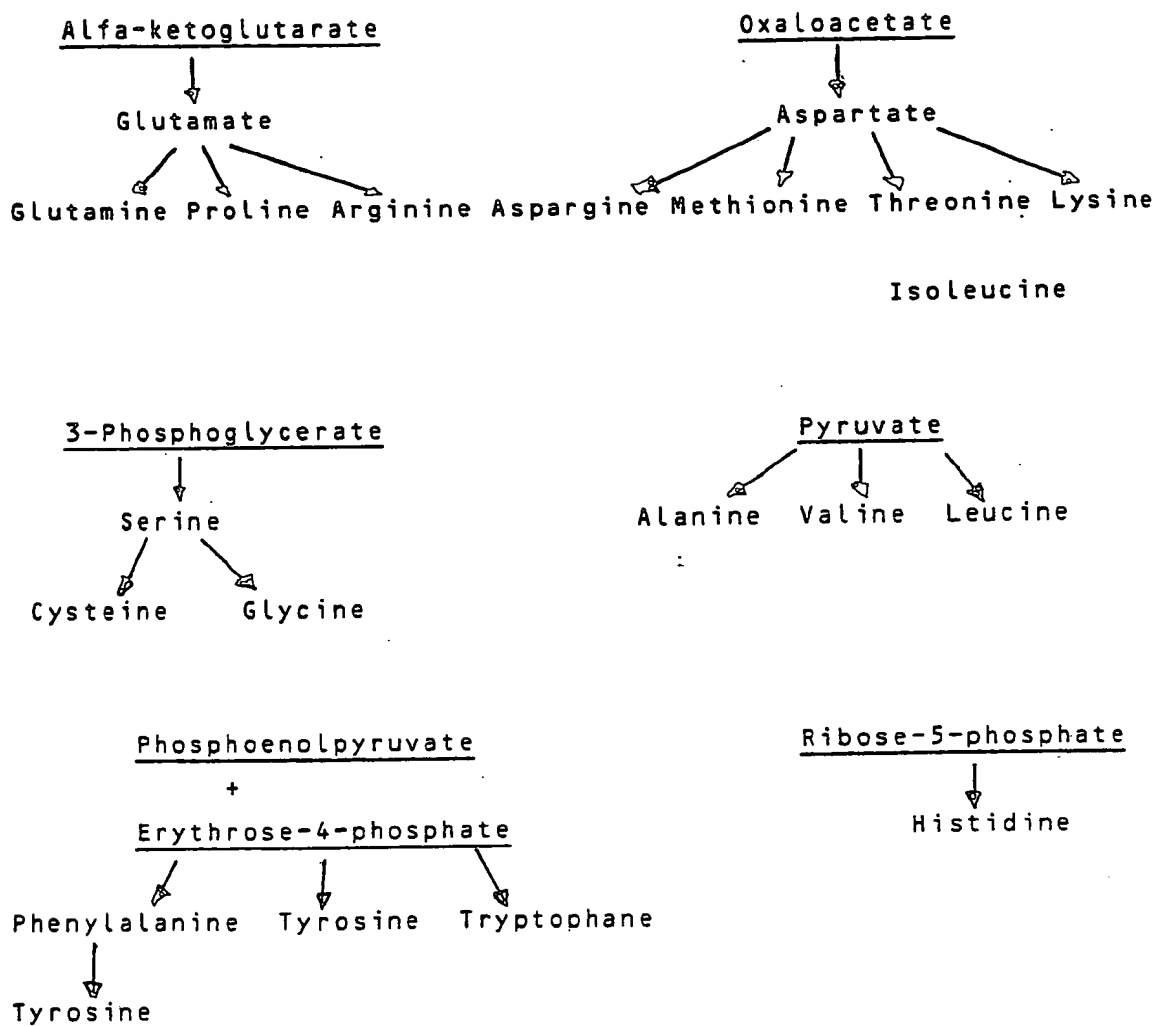 Alfa-ketoglutarate
Oxaloacetate
Glutamate
Aspartate
Glutamine Proline Arginine Aspargine Methionine Threonine Lysine
Isoleucine
3-Phosphoglycerate
Pyruvate
Serine
Alanine Valine Leucine
Cysteine Glycine
Phosphoenolpyruvate
Ribose-5-phosphate
+
Erythrose-4-phosphate
Histidine
Phenylalanine Tyrosine Tryptophane
Tyrosine